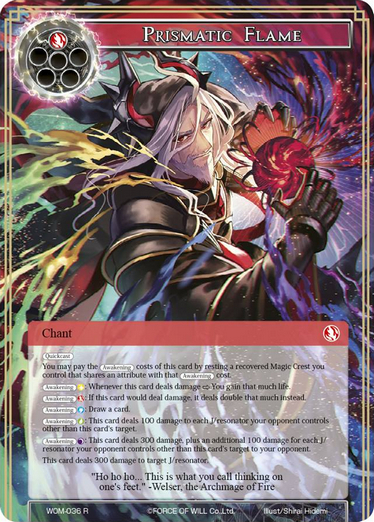 Prismatic Flame
Chant
Quickcast
You may pay the Awakening costs of this card by resting a recovered Magic Crest you
control that shares an attribute with that Awakening cost.
Awakening : Whenever this card deals damage ⇨ You gain that much life.
Awakening : If this card would deal damage, it deals double that much instead.
Awakening : Draw a card.
Awakening : This card deals 100 damage to each J/resonator your opponent controls
other than this card's target.
Awakening : This card deals 300 damage, plus an additional 100 damage for each J/
resonator your opponent controls other than this card's target to your opponent.
This card deals 300 damage to target J/resonator.
"Ho ho ho... This is what you call thinking on
one's feet." -Welser, the Archmage of Fire
WOM-036 R ©FORCE OF WILL Co.,Ltd. Illust/Shirai Hidemi